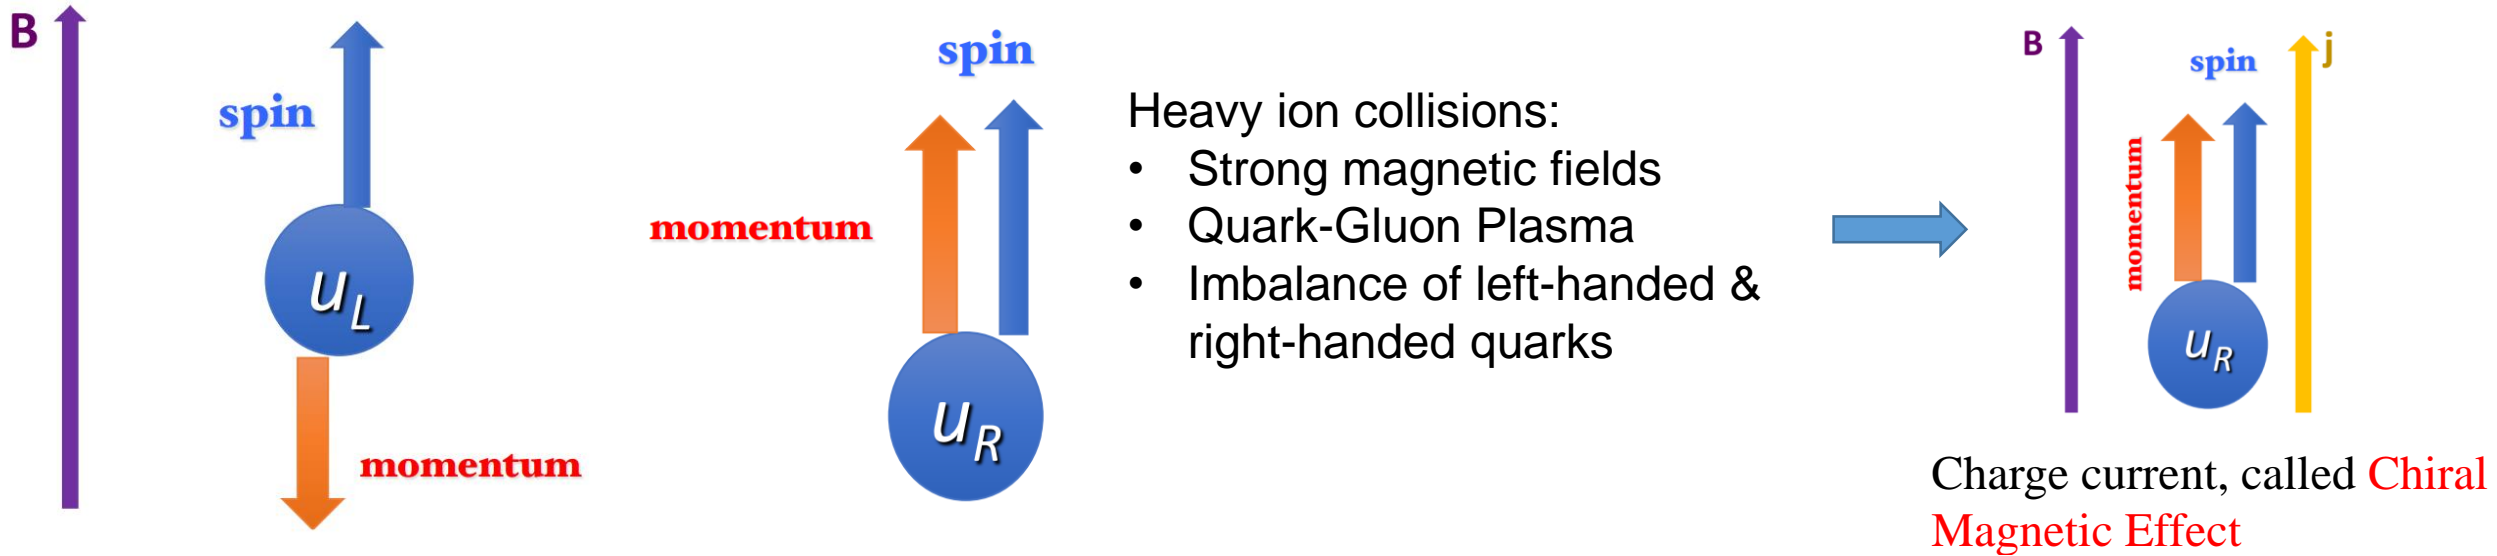 B
spin
u_L
momentum
spin
momentum
u_R
Heavy ion collisions:
• Strong magnetic fields
• Quark-Gluon Plasma
• Imbalance of left-handed &
right-handed quarks
B
spin
j
momentum
u_R
Charge current, called Chiral
Magnetic Effect